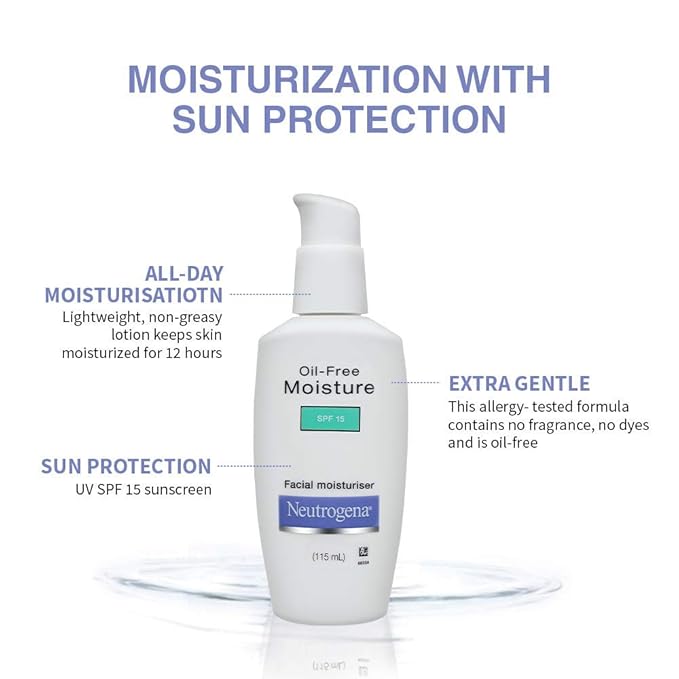 MOISTURIZATION WITH
SUN PROTECTION
ALL-DAY
MOISTURISATIOTN
Lightweight, non-greasy
lotion keeps skin
moisturized for 12 hours
SUN PROTECTION
UV SPF 15 sunscreen
Oil-Free
Moisture
SPF 15
Facial moisturiser
Neutrogena®
(115 mL)
EXTRA GENTLE
This allergy- tested formula
contains no fragrance, no dyes
and is oil-free